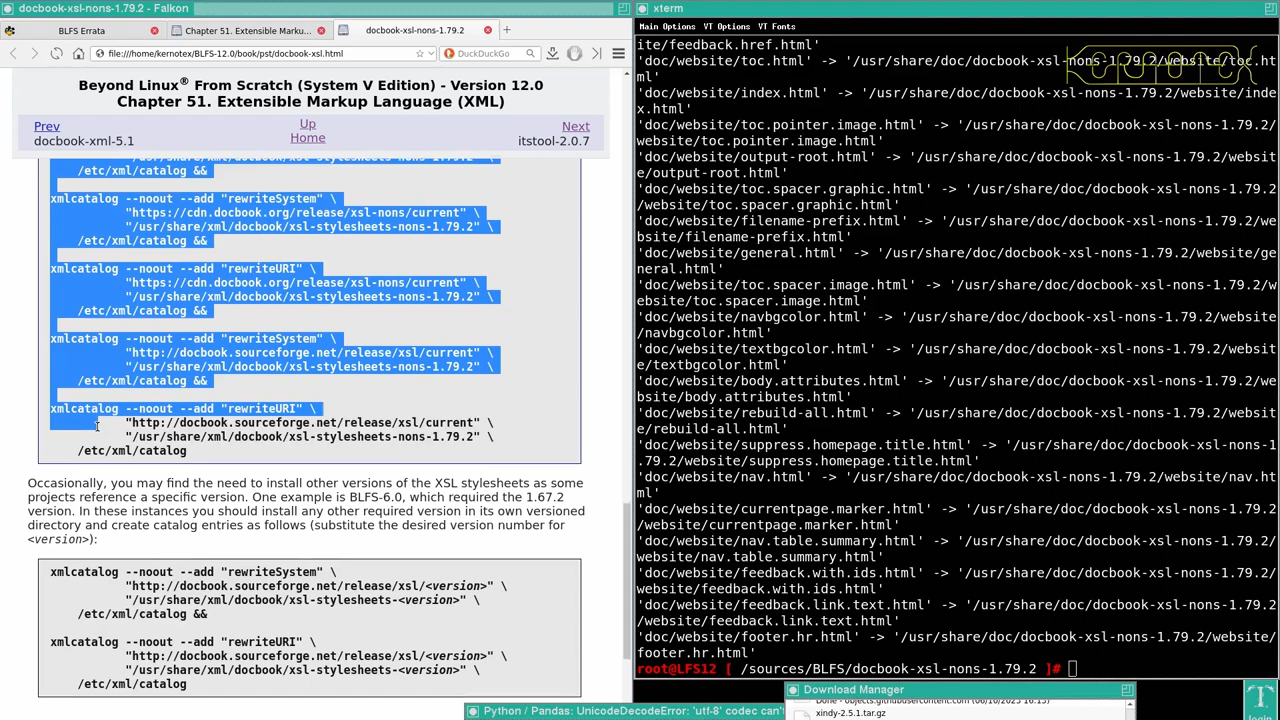 docbook-xsl-nons-1.79.2 - Falkon
BLFS Errata
Chapter 51. Extensible Marku...
docbook-xsl-nons-1.79.2
file:///home/kernotex/BLFS-12.0/book/pst/docbook-xsl.html
DuckDuckGo
Beyond Linux® From Scratch (System V Edition) - Version 12.0
Chapter 51. Extensible Markup Language (XML)
Prev
Up
Next
docbook-xml-5.1
Home
itstool-2.0.7
"/usr/share/xml/docbook/xsl-stylesheets-nons-1.79.2" \
/etc/xml/catalog &&
xmlcatalog --noout --add "rewriteSystem" \
"https://cdn.docbook.org/release/xsl-nons/current" \
"/usr/share/xml/docbook/xsl-stylesheets-nons-1.79.2" \
/etc/xml/catalog &&
xmlcatalog --noout --add "rewriteURI" \
"https://cdn.docbook.org/release/xsl-nons/current" \
"/usr/share/xml/docbook/xsl-stylesheets-nons-1.79.2" \
/etc/xml/catalog &&
xmlcatalog --noout --add "rewriteSystem" \
"http://docbook.sourceforge.net/release/xsl/current" \
"/usr/share/xml/docbook/xsl-stylesheets-nons-1.79.2" \
/etc/xml/catalog &&
xmlcatalog --noout --add "rewriteURI" \
"http://docbook.sourceforge.net/release/xsl/current" \
"/usr/share/xml/docbook/xsl-stylesheets-nons-1.79.2" \
/etc/xml/catalog
Occasionally, you may find the need to install other versions of the XSL stylesheets as some
projects reference a specific version. One example is BLFS-6.0, which required the 1.67.2
version. In these instances you should install any other required version in its own versioned
directory and create catalog entries as follows (substitute the desired version number for
<version>):
xmlcatalog --noout --add "rewriteSystem" \
"http://docbook.sourceforge.net/release/xsl/<version>" \
"/usr/share/xml/docbook/xsl-stylesheets-<version>" \
/etc/xml/catalog &&
xmlcatalog --noout --add "rewriteURI" \
"http://docbook.sourceforge.net/release/xsl/<version>" \
"/usr/share/xml/docbook/xsl-stylesheets-<version>" \
/etc/xml/catalog
xterm
Main Options VT Options VT Fonts
ite/feedback.href.html'
'doc/website/toc.html' -> '/usr/share/doc/docbook-xsl-nons-1.79.2/website/toc.ht
ml'
'doc/website/index.html' -> '/usr/share/doc/docbook-xsl-nons-1.79.2/website/inde
x.html'
'doc/website/toc.pointer.image.html' -> '/usr/share/doc/docbook-xsl-nons-1.79.2/
website/toc.pointer.image.html'
'doc/website/output-root.html' -> '/usr/share/doc/docbook-xsl-nons-1.79.2/websit
e/output-root.html'
'doc/website/toc.spacer.graphic.html' -> '/usr/share/doc/docbook-xsl-nons-1.79.2
/website/toc.spacer.graphic.html'
'doc/website/filename-prefix.html' -> '/usr/share/doc/docbook-xsl-nons-1.79.2/we
bsite/filename-prefix.html'
'doc/website/general.html' -> '/usr/share/doc/docbook-xsl-nons-1.79.2/website/ge
neral.html'
'doc/website/toc.spacer.image.html' -> '/usr/share/doc/docbook-xsl-nons-1.79.2/w
ebsite/toc.spacer.image.html'
'doc/website/navbgcolor.html' -> '/usr/share/doc/docbook-xsl-nons-1.79.2/website
/navbgcolor.html'
'doc/website/textbgcolor.html' -> '/usr/share/doc/docbook-xsl-nons-1.79.2/websit
e/textbgcolor.html'
'doc/website/body.attributes.html' -> '/usr/share/doc/docbook-xsl-nons-1.79.2/we
bsite/body.attributes.html'
'doc/website/rebuild-all.html' -> '/usr/share/doc/docbook-xsl-nons-1.79.2/websit
e/rebuild-all.html'
'doc/website/suppress.homepage.title.html' -> '/usr/share/doc/docbook-xsl-nons-1
.79.2/website/suppress.homepage.title.html'
'doc/website/nav.html' -> '/usr/share/doc/docbook-xsl-nons-1.79.2/website/nav.ht
ml'
'doc/website/currentpage.marker.html' -> '/usr/share/doc/docbook-xsl-nons-1.79.2
/website/currentpage.marker.html'
'doc/website/nav.table.summary.html' -> '/usr/share/doc/docbook-xsl-nons-1.79.2/
website/nav.table.summary.html'
'doc/website/feedback.with.ids.html' -> '/usr/share/doc/docbook-xsl-nons-1.79.2/
website/feedback.with.ids.html'
'doc/website/feedback.link.text.html' -> '/usr/share/doc/docbook-xsl-nons-1.79.2
/website/feedback.link.text.html'
'doc/website/footer.hr.html' -> '/usr/share/doc/docbook-xsl-nons-1.79.2/website/
footer.hr.html'
root@LFS12 [ /sources/BLFS/docbook-xsl-nons-1.79.2 ]#
kernotex
Download Manager
Done - objects.githubusercontent.com (06/10/2023 16:15)
xindy-2.5.1.tar.gz
Python / Pandas: UnicodeDecodeError: 'utf-8' codec can't
login